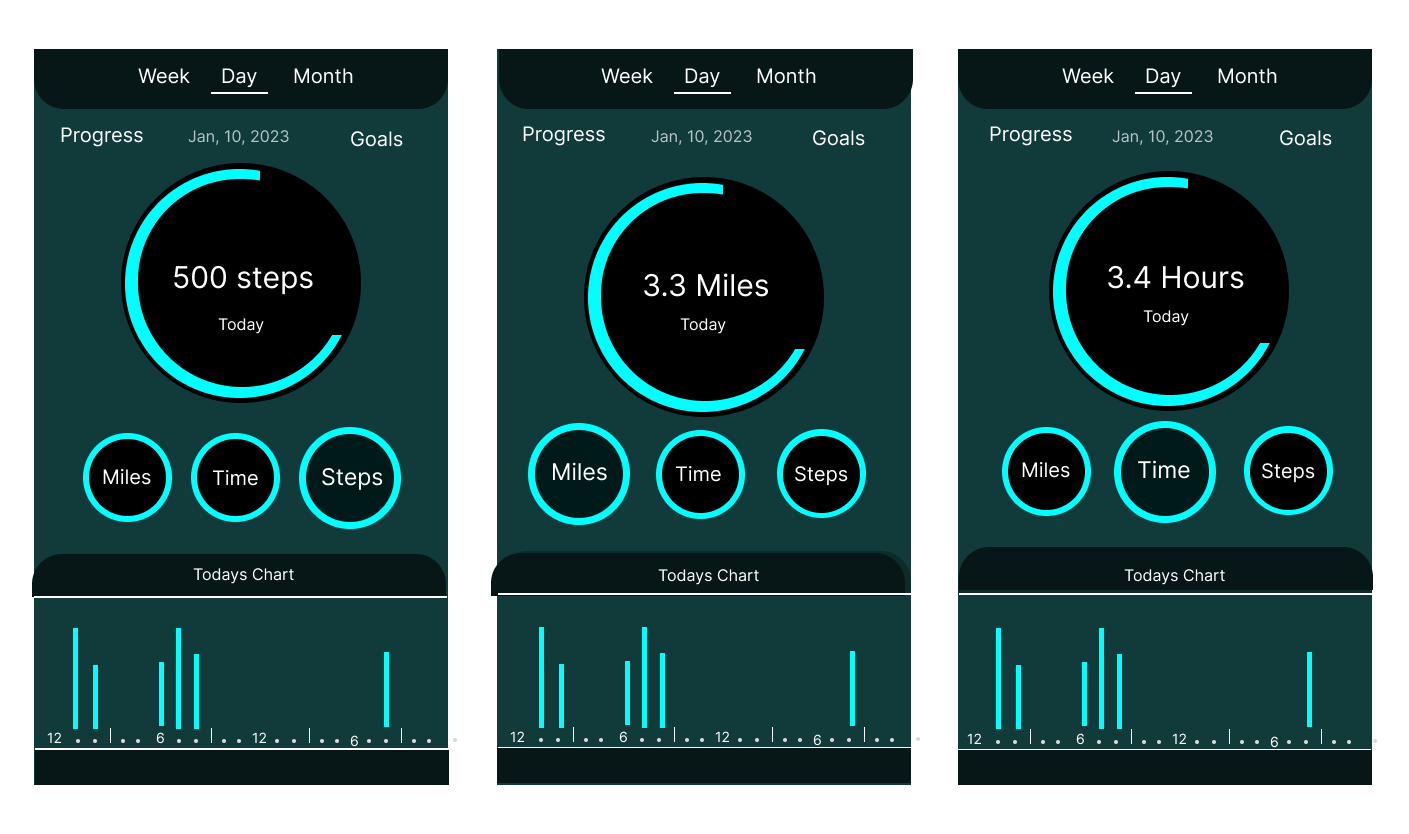 Week Day Month
Progress Jan, 10, 2023 Goals
500 steps
Today
Miles Time Steps
Todays Chart
12 6 12 6
Week Day Month
Progress Jan, 10, 2023 Goals
3.3 Miles
Today
Miles Time Steps
Todays Chart
12 6 12 6
Week Day Month
Progress Jan, 10, 2023 Goals
3.4 Hours
Today
Miles Time Steps
Todays Chart
12 6 12 6